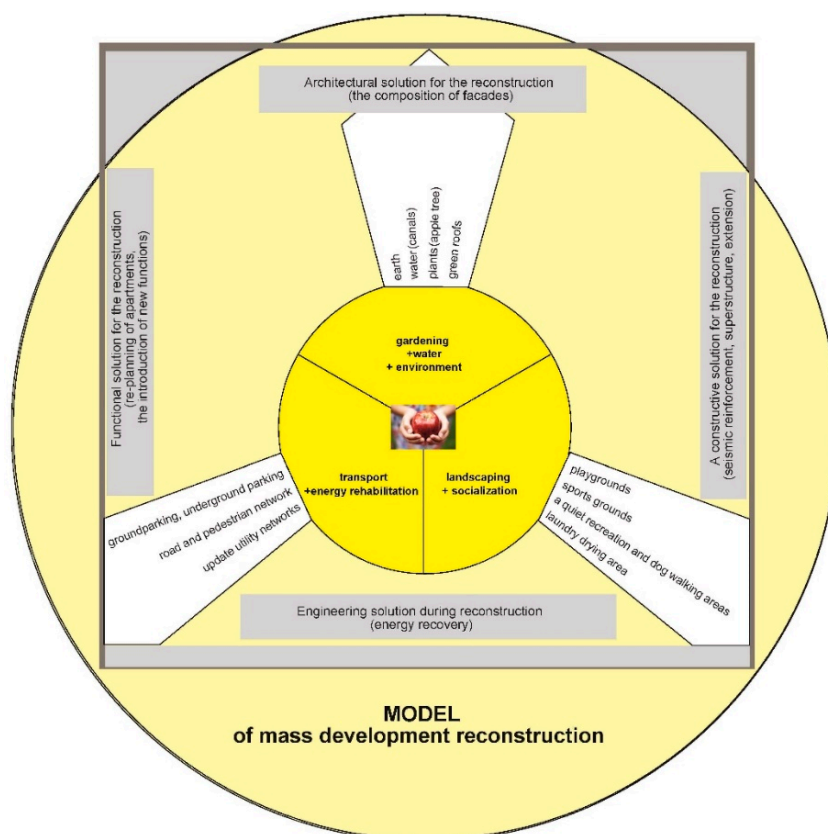 Architectural solution for the reconstruction
(the composition of facades)
Functional solution for the reconstruction
(re-planning of apartments,
the introduction of new functions)
A constructive solution for the reconstruction
(seismic reinforcement, superstructure, extension)
earth
water (canals)
plants (apple tree)
green roofs
gardening
+water
+ environment
transport
+energy rehabilitation
landscaping
+ socialization
groundparking, underground parking
road and pedestrian network
update utility networks
playgrounds
sports grounds
a quiet recreation and dog walking areas
laundry drying area
Engineering solution during reconstruction
(energy recovery)
MODEL
of mass development reconstruction